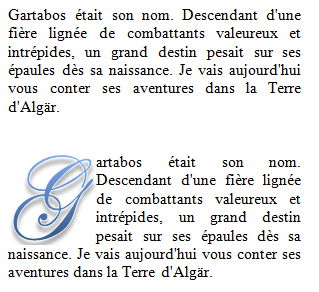 Gartabos était son nom. Descendant d'une
fière lignée de combattants valeureux et
intrépides, un grand destin pesait sur ses
épaules dès sa naissance. Je vais aujourd'hui
vous conter ses aventures dans la Terre
d'Algär.
Gartabos était son nom.
Descendant d'une fière lignée
de combattants valeureux et
intrépides, un grand destin
pesait sur ses épaules dès sa
naissance. Je vais aujourd'hui vous conter ses
aventures dans la Terre d'Algär.